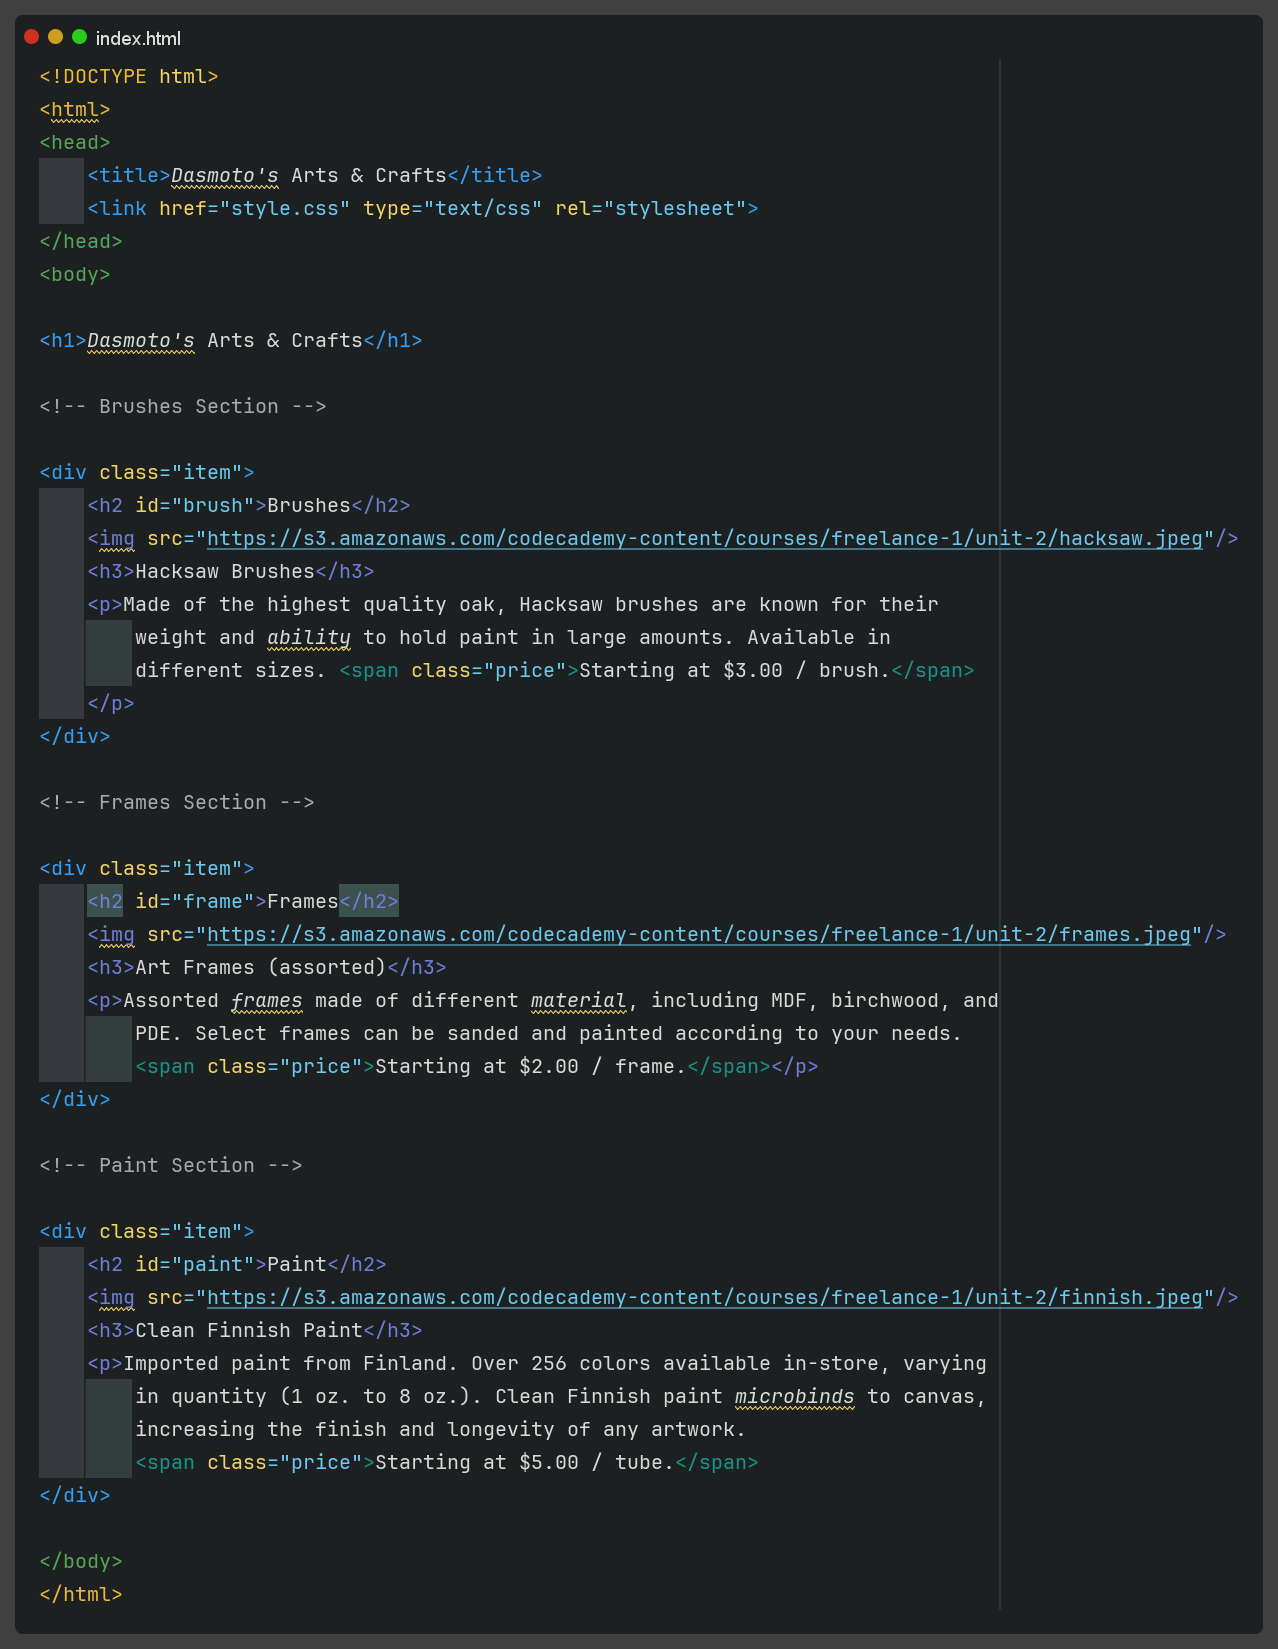 index.html
<!DOCTYPE html>
<html>
<head>
    <title>Dasmoto's Arts & Crafts</title>
    <link href="style.css" type="text/css" rel="stylesheet">
</head>
<body>

<h1>Dasmoto's Arts & Crafts</h1>

<!-- Brushes Section -->

<div class="item">
    <h2 id="brush">Brushes</h2>
    <img src="https://s3.amazonaws.com/codecademy-content/courses/freelance-1/unit-2/hacksaw.jpeg"/>
    <h3>Hacksaw Brushes</h3>
    <p>Made of the highest quality oak, Hacksaw brushes are known for their
        weight and ability to hold paint in large amounts. Available in
        different sizes. <span class="price">Starting at $3.00 / brush.</span>
    </p>
</div>

<!-- Frames Section -->

<div class="item">
    <h2 id="frame">Frames</h2>
    <img src="https://s3.amazonaws.com/codecademy-content/courses/freelance-1/unit-2/frames.jpeg"/>
    <h3>Art Frames (assorted)</h3>
    <p>Assorted frames made of different material, including MDF, birchwood, and
        PDE. Select frames can be sanded and painted according to your needs.
        <span class="price">Starting at $2.00 / frame.</span></p>
</div>

<!-- Paint Section -->

<div class="item">
    <h2 id="paint">Paint</h2>
    <img src="https://s3.amazonaws.com/codecademy-content/courses/freelance-1/unit-2/finnish.jpeg"/>
    <h3>Clean Finnish Paint</h3>
    <p>Imported paint from Finland. Over 256 colors available in-store, varying
        in quantity (1 oz. to 8 oz.). Clean Finnish paint microbinds to canvas,
        increasing the finish and longevity of any artwork.
        <span class="price">Starting at $5.00 / tube.</span>
</div>

</body>
</html>